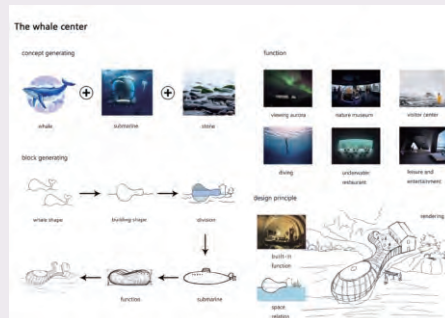 The whale center
concept generating
whale
submarine
stone
block generating
whale shape
building shape
division
submarine
function
function
viewing aurora
nature museum
visitor center
diving
underwater
restaurant
leisure and
entertainment
design principle
built-in
function
space
relation
rendering